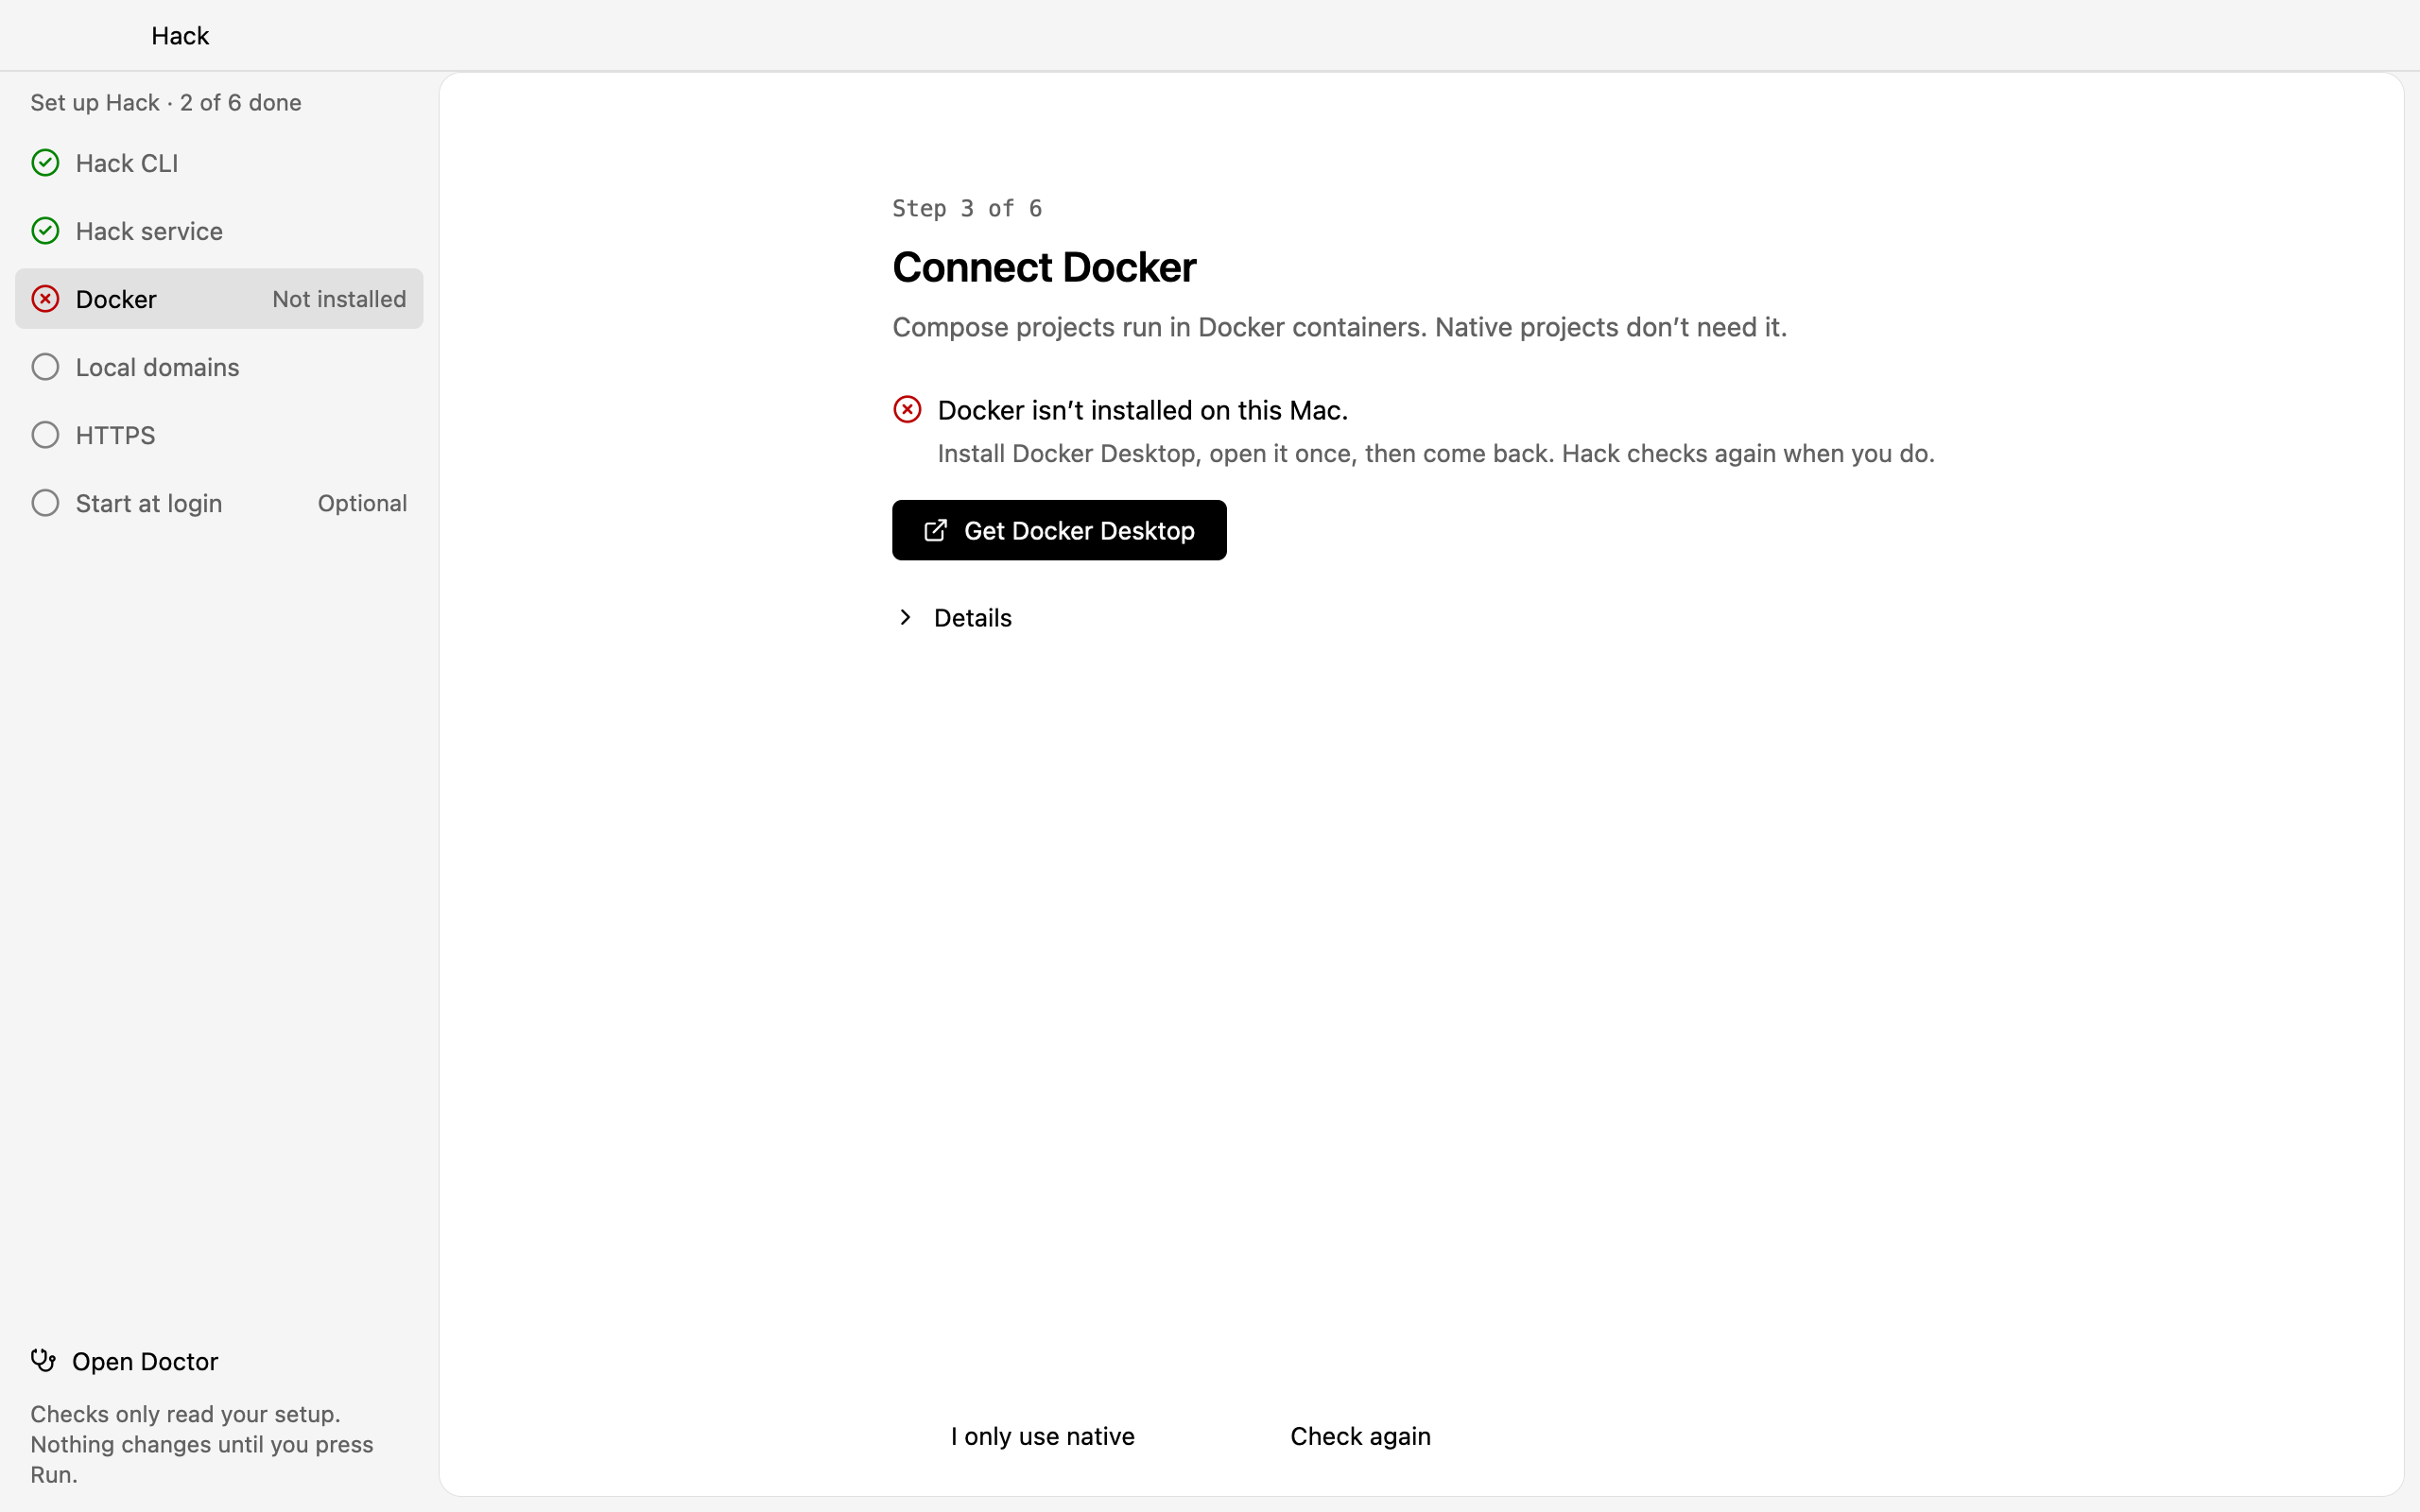 Hack
Set up Hack · 2 of 6 done
Hack CLI
Hack service
Docker Not installed
Local domains
HTTPS
Start at login Optional
Open Doctor
Checks only read your setup.
Nothing changes until you press
Run.
Step 3 of 6
Connect Docker
Compose projects run in Docker containers. Native projects don’t need it.
Docker isn’t installed on this Mac.
Install Docker Desktop, open it once, then come back. Hack checks again when you do.
Get Docker Desktop
Details
I only use native
Check again